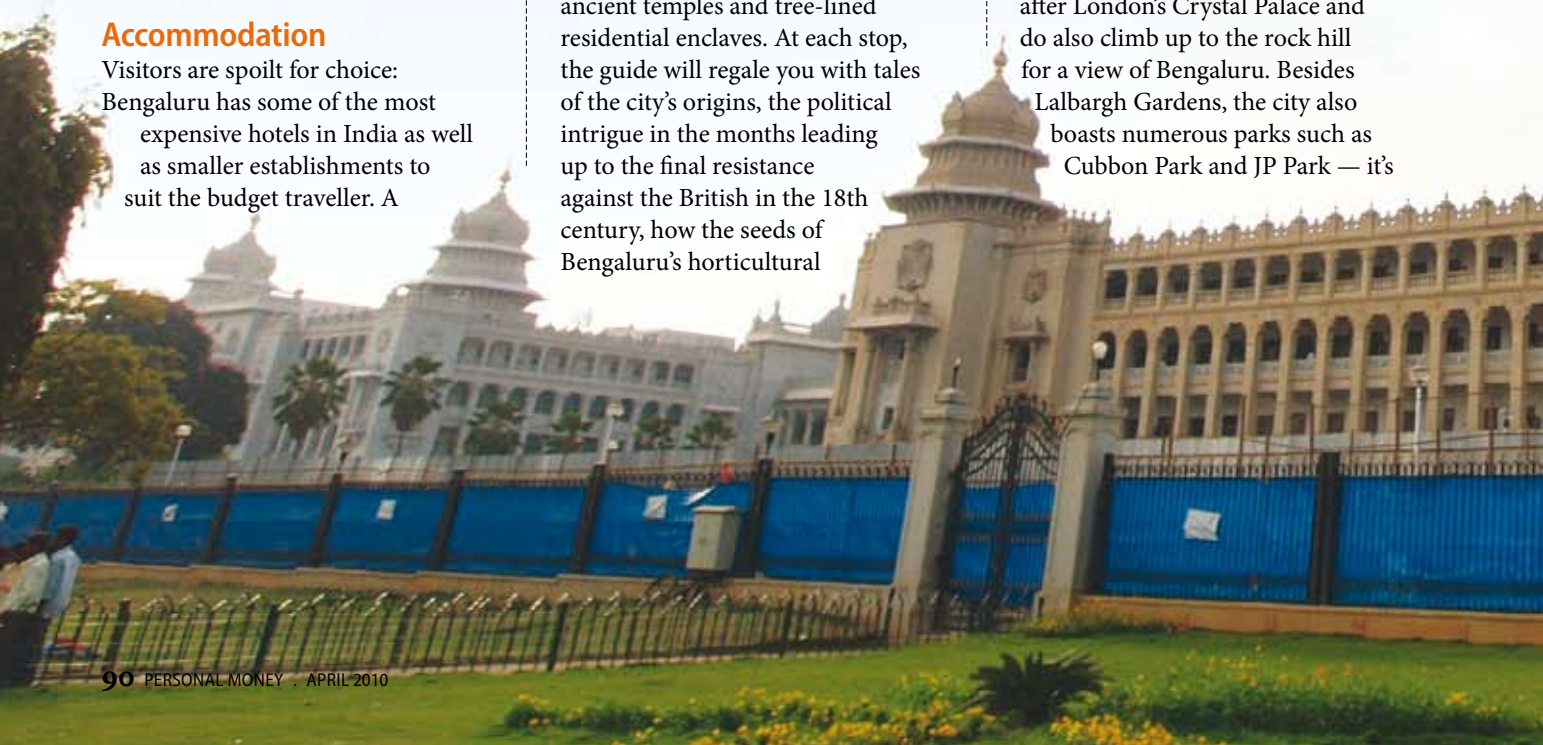 Accommodation
Visitors are spoilt for choice:
Bengaluru has some of the most
expensive hotels in India as well
as smaller establishments to
suit the budget traveller. A
ancient temples and tree-lined
residential enclaves. At each stop,
the guide will regale you with tales
of the city's origins, the political
intrigue in the months leading
up to the final resistance
against the British in the 18th
century, how the seeds of
Bengaluru's horticultural
after London's Crystal Palace and
do also climb up to the rock hill
for a view of Bengaluru. Besides
Lalbargh Gardens, the city also
boasts numerous parks such as
Cubbon Park and JP Park — it's
90 PERSONAL MONEY . APRIL 2010